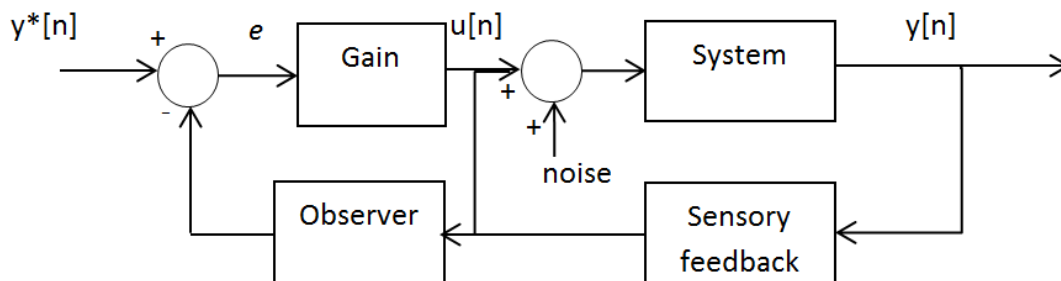 y*[n]
+
e
Gain
u[n]
System
y[n]
-
+
+
noise
Observer
Sensory
feedback